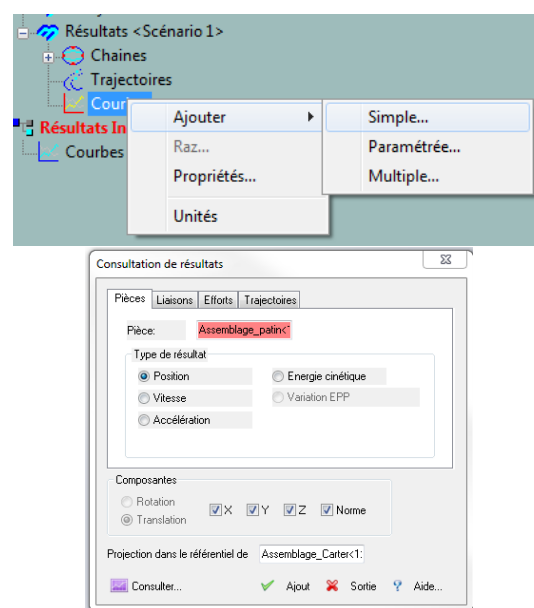 Résultats <Scénario 1>
Chaines
Trajectoires
Résultats In
Courbes
Ajouter
Raz...
Propriétés...
Unités
Simple...
Paramétrée...
Multiple...
Consultation de résultats
Pièces Liaisons Efforts Trajectoires
Pièce: Assemblage_patin<
Type de résultat
Position Energie cinétique
Vitesse Variation EPP
Accélération
Composantes
Rotation
Translation
X Y Z Norme
Projection dans le référentiel de Assemblage_Carter<1:
Consulter... Ajout Sortie Aide...